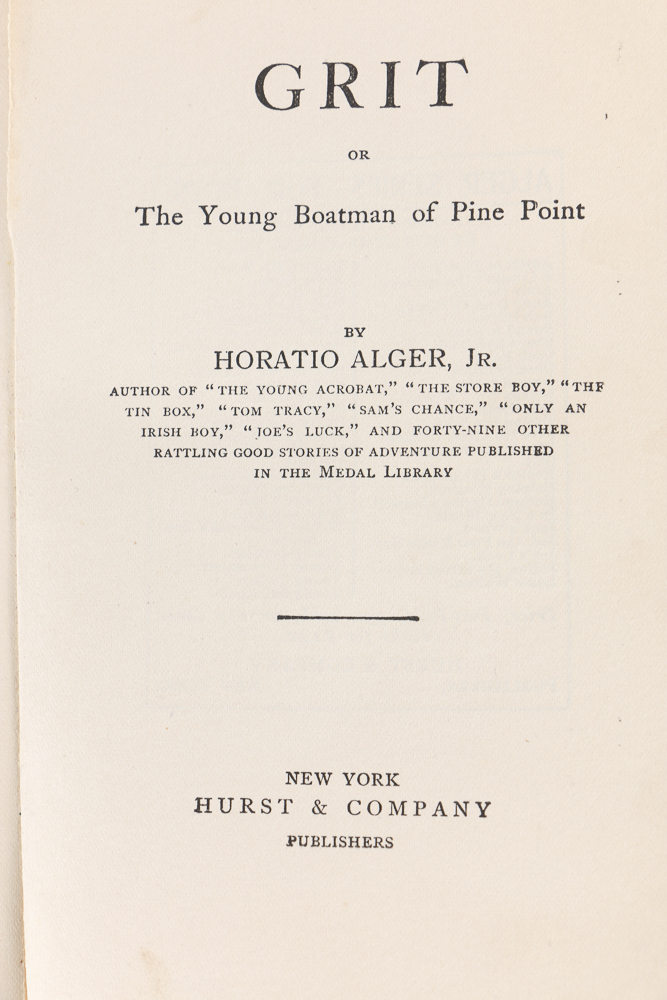 GRIT
OR
The Young Boatman of Pine Point
BY
HORATIO ALGER, JR.
AUTHOR OF "THE YOUNG ACROBAT," "THE STORE BOY," "THE
TIN BOX," "TOM TRACY," "SAM'S CHANCE," "ONLY AN
IRISH BOY," "JOE'S LUCK," AND FORTY-NINE OTHER
RATTLING GOOD STORIES OF ADVENTURE PUBLISHED
IN THE MEDAL LIBRARY
NEW YORK
HURST & COMPANY
PUBLISHERS